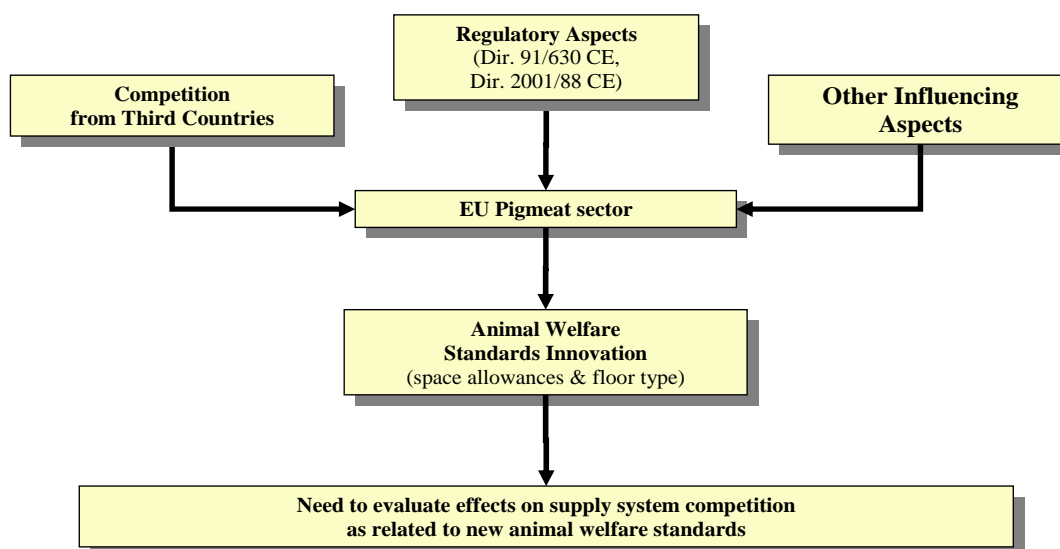 Regulatory Aspects
(Dir. 91/630 CE,
Dir. 2001/88 CE)
Competition
from Third Countries
Other Influencing
Aspects
EU Pigmeat sector
Animal Welfare
Standards Innovation
(space allowances & floor type)
Need to evaluate effects on supply system competition
as related to new animal welfare standards